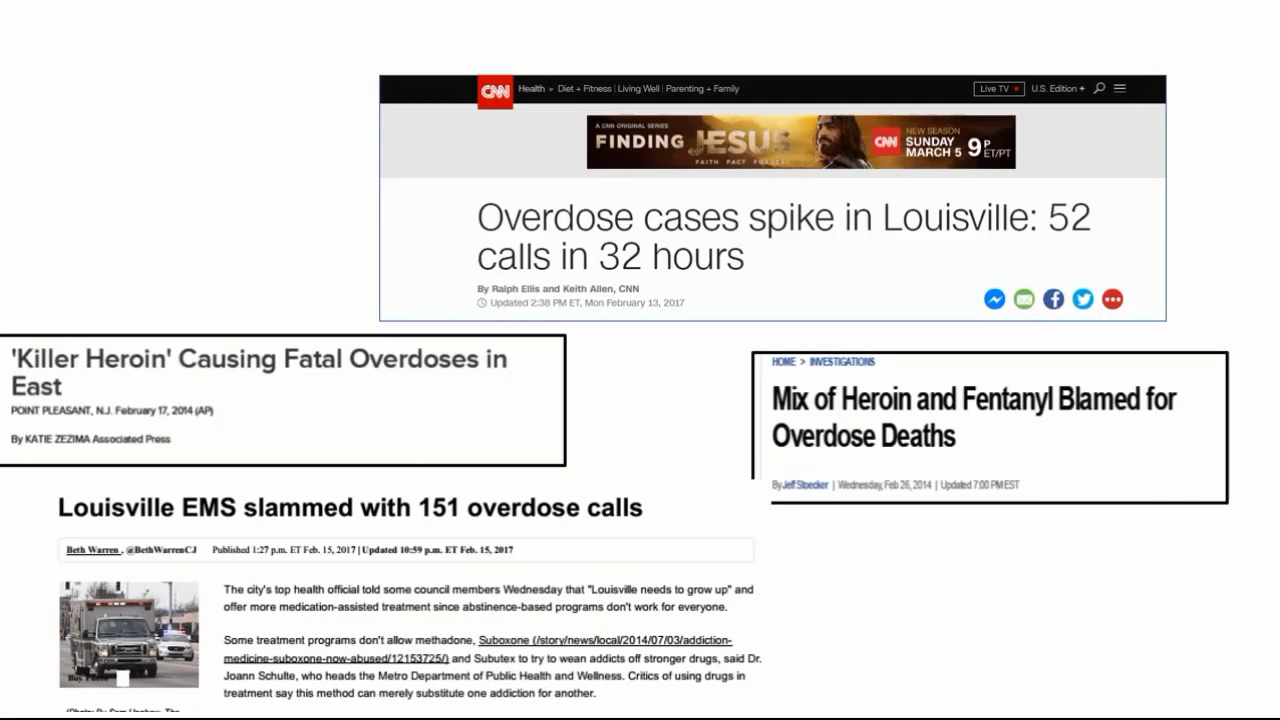 CNN Health » Diet + Fitness | Living Well | Parenting + Family Live TV U.S. Edition +
A CNN ORIGINAL SERIES
FINDING JESUS
FAITH FACT FORGERY
CNN
NEW SEASON
SUNDAY
MARCH 5
9P
ET/PT
Overdose cases spike in Louisville: 52
calls in 32 hours
By Ralph Ellis and Keith Allen, CNN
Updated 2:38 PM ET, Mon February 13, 2017
'Killer Heroin' Causing Fatal Overdoses in
East
POINT PLEASANT, N.J. February 17, 2014 (AP)
By KATIE ZEZIMA Associated Press
HOME > INVESTIGATIONS
Mix of Heroin and Fentanyl Blamed for
Overdose Deaths
By Jeff Stoecker | Wednesday, Feb 26, 2014 | Updated 7:00 PM EST
Louisville EMS slammed with 151 overdose calls
Beth Warren , @BethWarrenCJ Published 1:27 p.m. ET Feb. 15, 2017 | Updated 10:59 p.m. ET Feb. 15, 2017
The city's top health official told some council members Wednesday that "Louisville needs to grow up" and
offer more medication-assisted treatment since abstinence-based programs don't work for everyone.
Some treatment programs don't allow methadone, Suboxone (/story/news/local/2014/07/03/addiction-
medicine-suboxone-now-abused/12153725/) and Subutex to try to wean addicts off stronger drugs, said Dr.
Joann Schulte, who heads the Metro Department of Public Health and Wellness. Critics of using drugs in
treatment say this method can merely substitute one addiction for another.